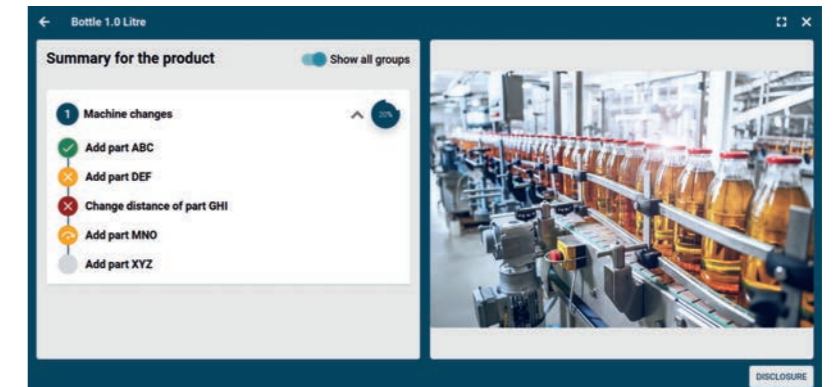 Bottle 1.0 Litre
Summary for the product
Show all groups
1 Machine changes
20%
Add part ABC
Add part DEF
Change distance of part GHI
Add part MNO
Add part XYZ
DISCLOSURE